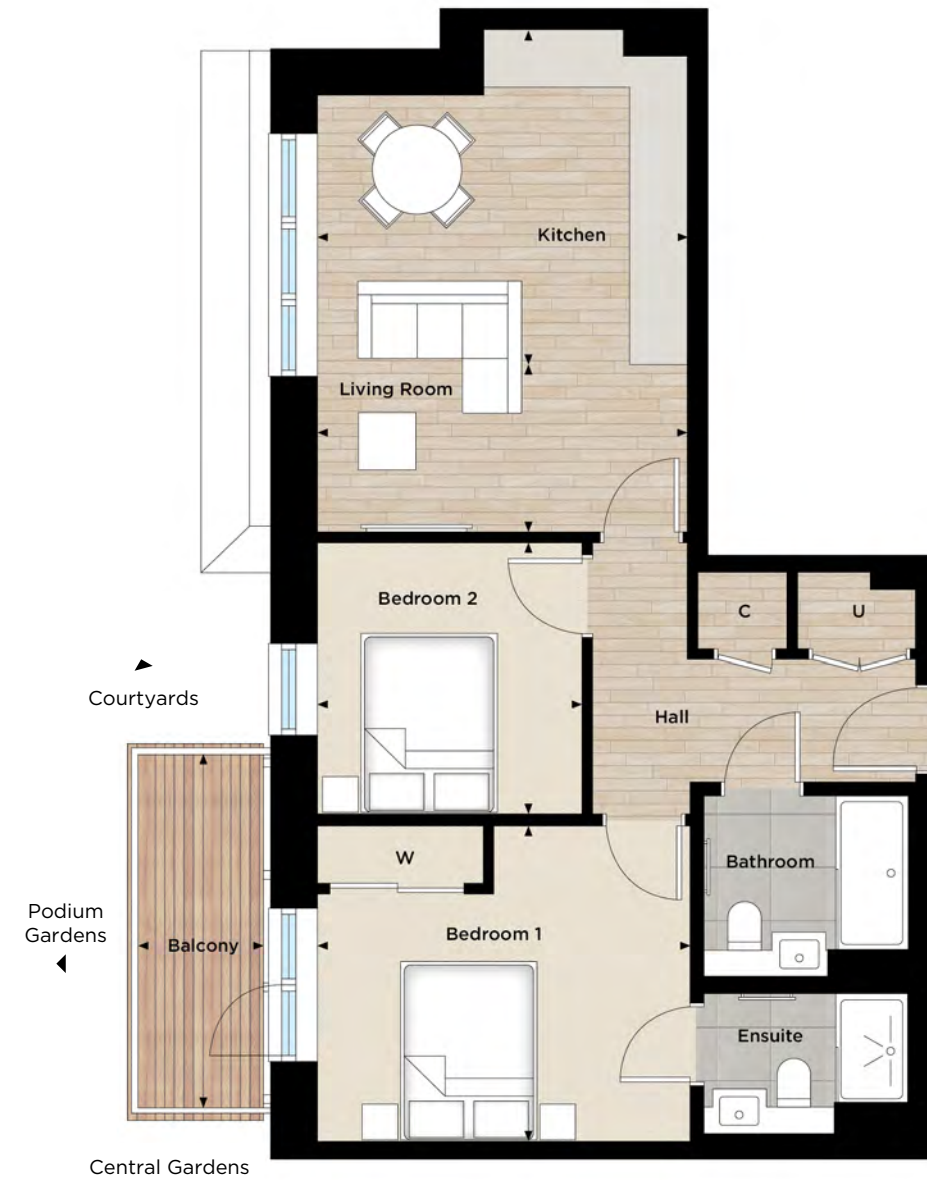 Kitchen
Living Room
Bedroom 2
C
U
Courtyards
Hall
W
Bathroom
Podium
Gardens
Balcony
Bedroom 1
Ensuite
Central Gardens